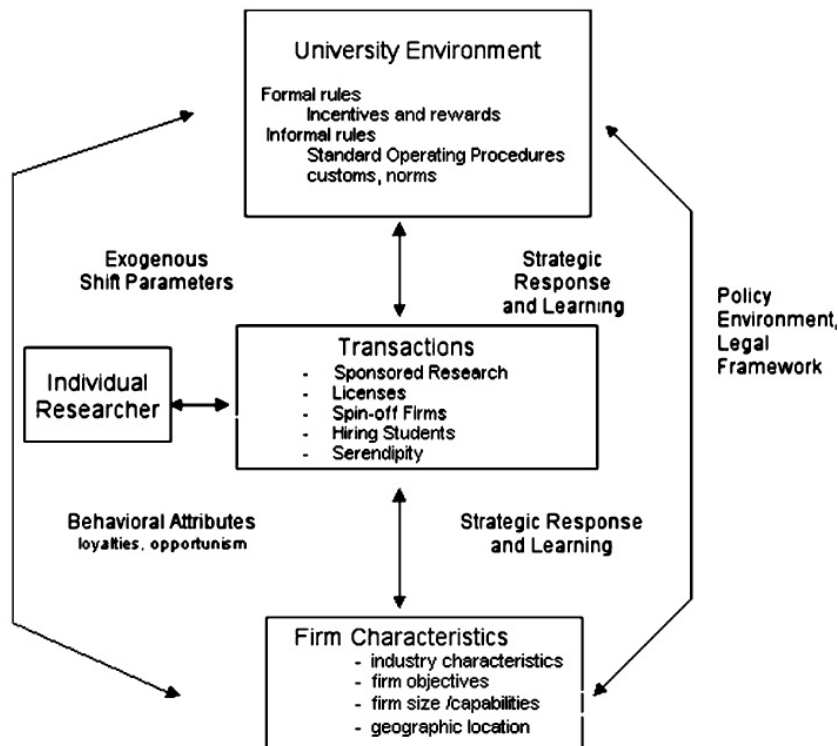 University Environment
Formal rules
Incentives and rewards
Informal rules
Standard Operating Procedures
customs, norms
Exogenous
Shift Parameters
Strategic
Response
and Learning
Policy
Environment,
Legal
Framework
Individual
Researcher
Transactions
- Sponsored Research
- Licenses
- Spin-off Firms
- Hiring Students
- Serendipity
Behavioral Attributes
loyalties, opportunism
Strategic Response
and Learning
Firm Characteristics
- industry characteristics
- firm objectives
- firm size /capabilities
- geographic location